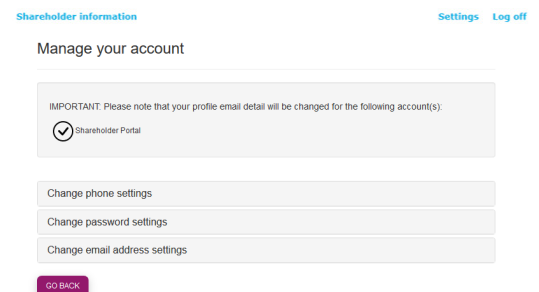 Shareholder information
Settings Log off
Manage your account
IMPORTANT: Please note that your profile email detail will be changed for the following account(s):
Shareholder Portal
Change phone settings
Change password settings
Change email address settings
GO BACK